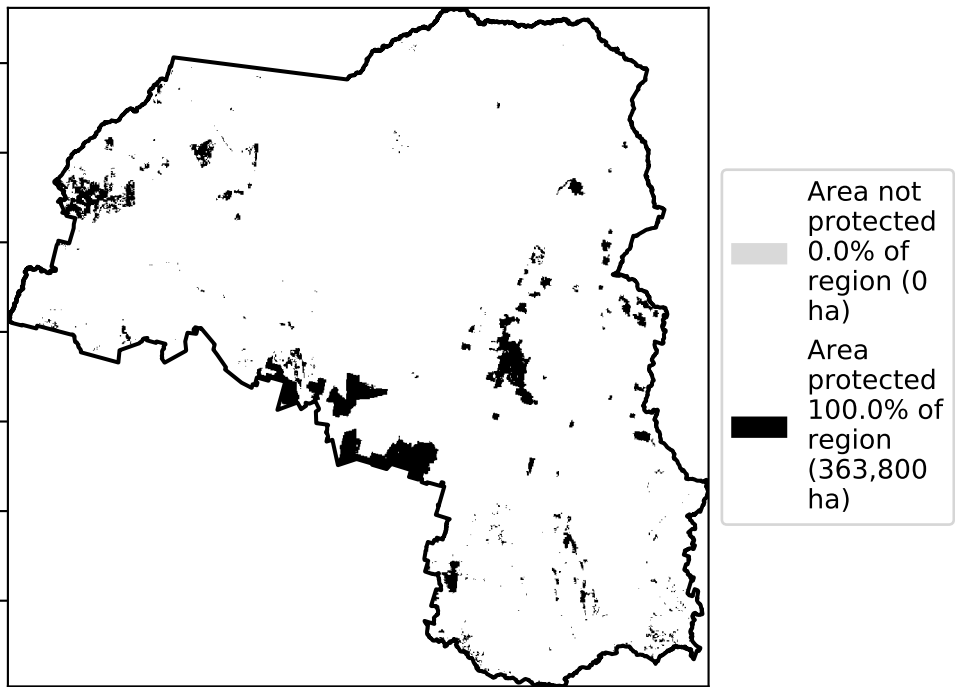 Area not
protected
0.0% of
region (0
ha)
Area
protected
100.0% of
region
(363,800
ha)